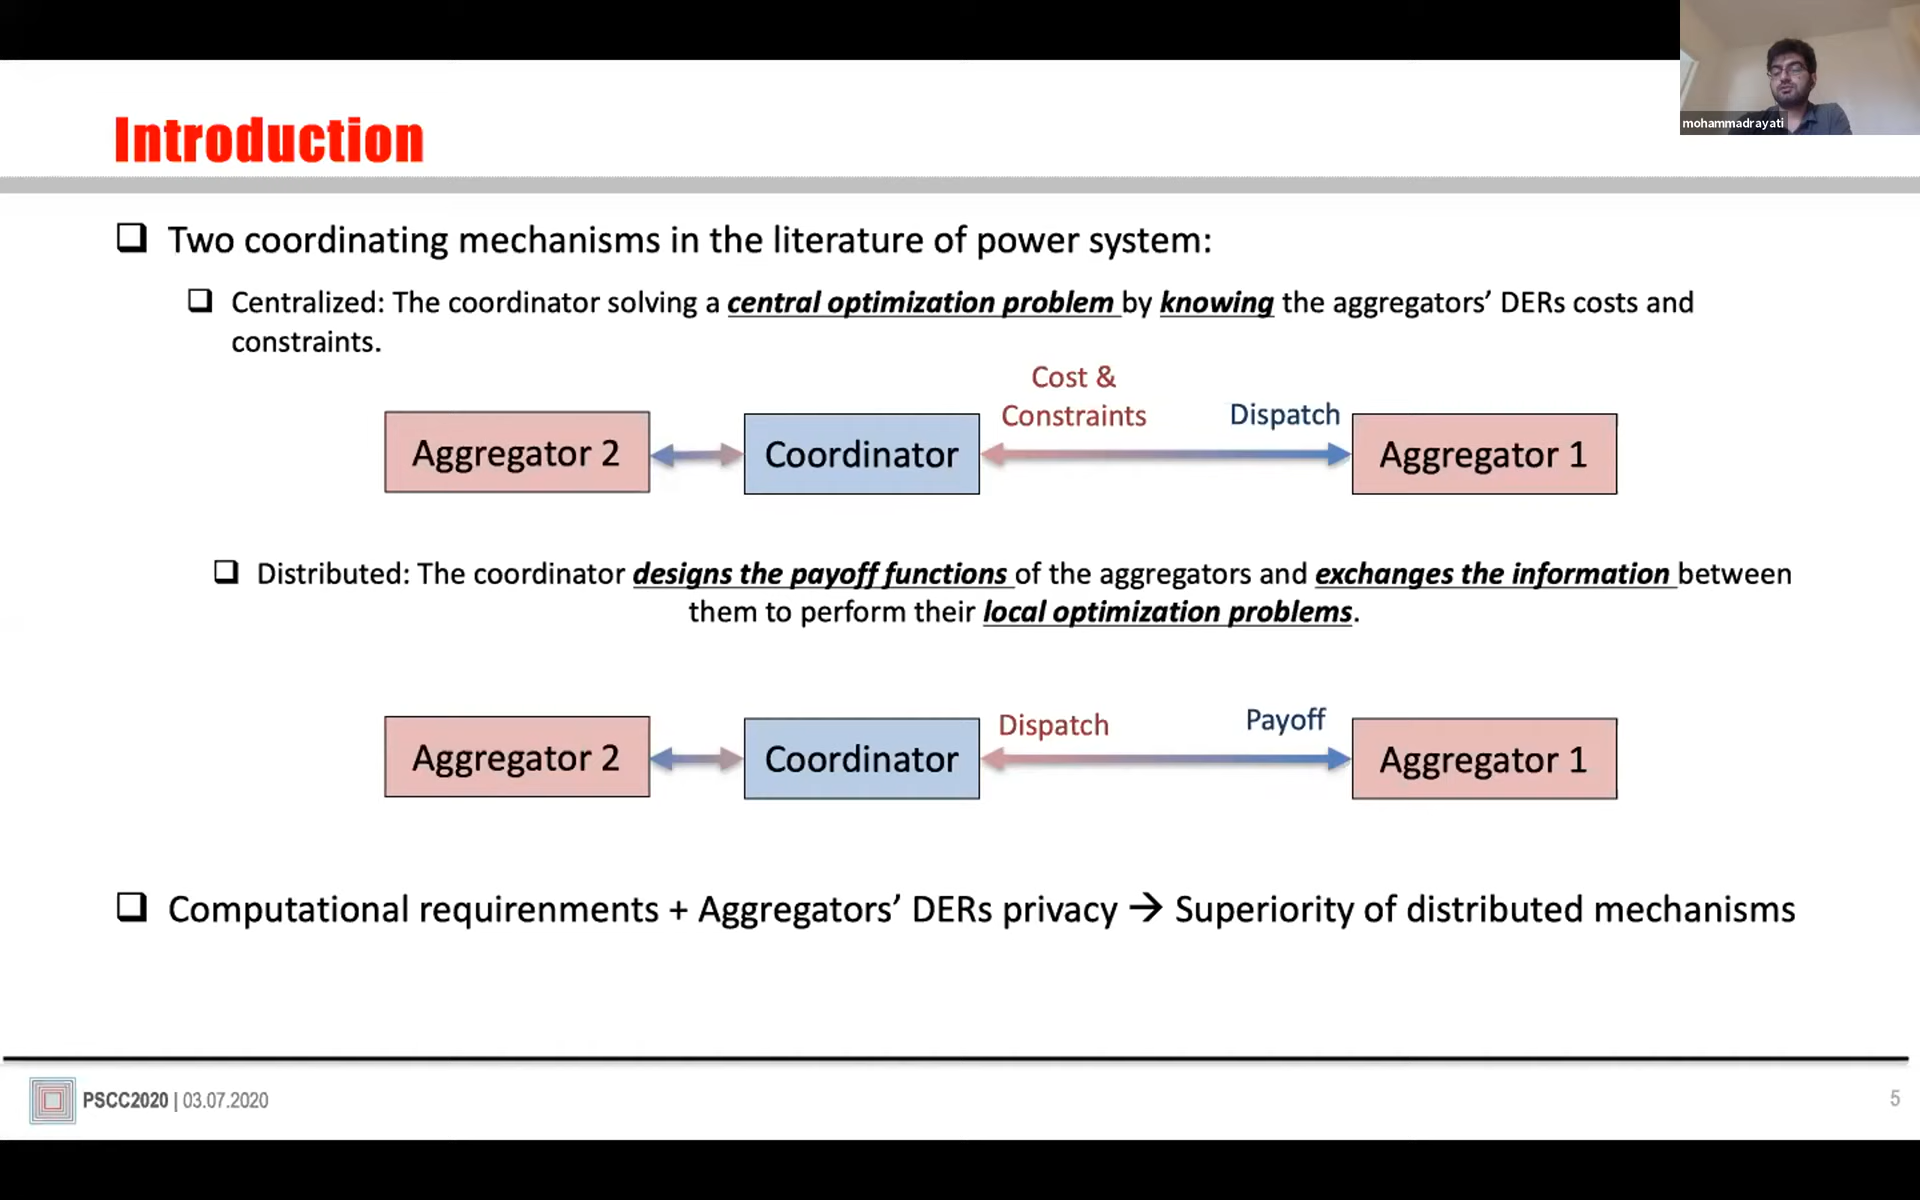 mohammadrayati
Introduction
Two coordinating mechanisms in the literature of power system:
Centralized: The coordinator solving a central optimization problem by knowing the aggregators’ DERs costs and
constraints.
Cost &
Constraints
Dispatch
Aggregator 2
Coordinator
Aggregator 1
Distributed: The coordinator designs the payoff functions of the aggregators and exchanges the information between
them to perform their local optimization problems.
Dispatch
Payoff
Aggregator 2
Coordinator
Aggregator 1
Computational requirenments + Aggregators’ DERs privacy → Superiority of distributed mechanisms
PSCC2020 | 03.07.2020
5